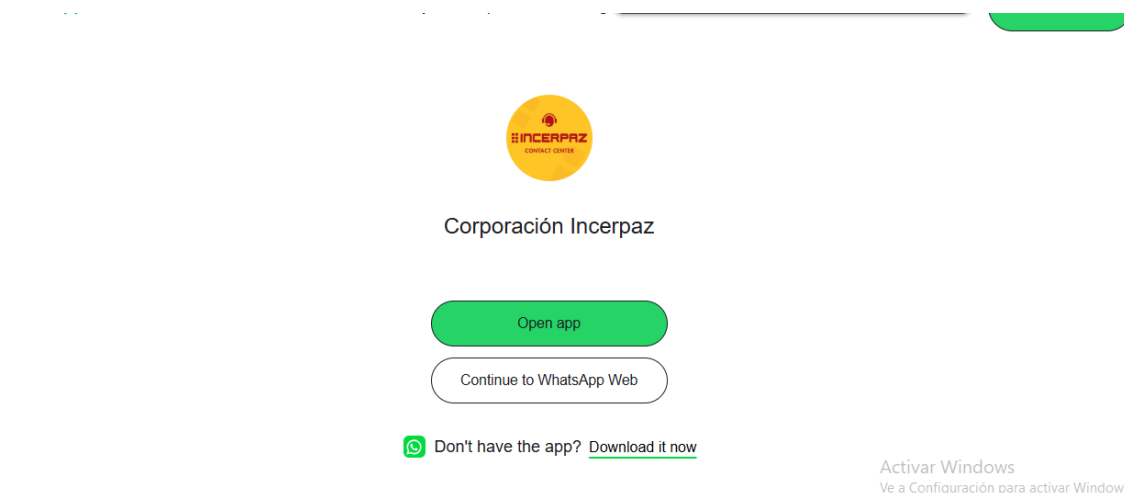 INCERPAZ
CONTACT CENTER
Corporación Incerpaz
Open app
Continue to WhatsApp Web
Don't have the app? Download it now
Activar Windows
Ve a Configuración para activar Window